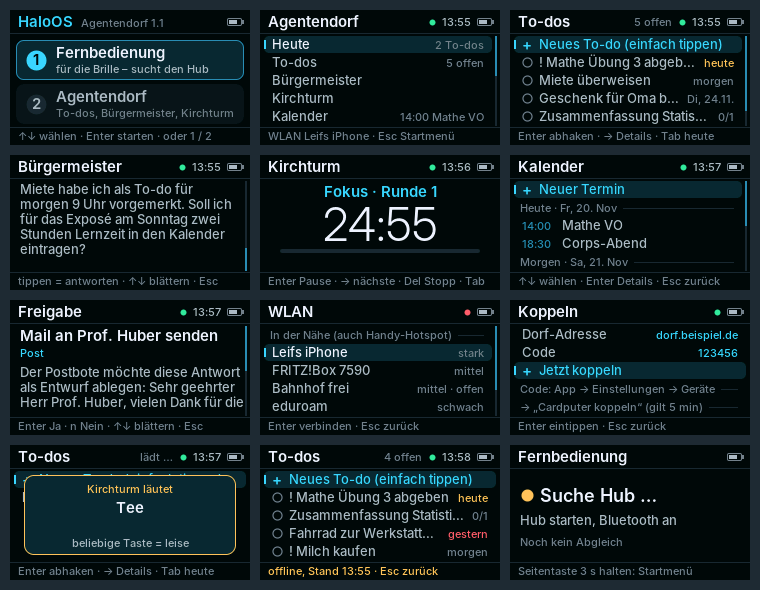 HaloOS Agentendorf 1.1
1 Fernbedienung
für die Brille – sucht den Hub
2 Agentendorf
To-dos, Bürgermeister, Kirchturm
↑↓ wählen · Enter starten · oder 1 / 2
Agentendorf 13:55
Heute 2 To-dos
To-dos 5 offen
Bürgermeister
Kirchturm
Kalender 14:00 Mathe VO
WLAN Leifs iPhone · Esc Startmenü
To-dos 5 offen 13:55
+ Neues To-do (einfach tippen)
! Mathe Übung 3 abgeb... heute
Miete überweisen morgen
Geschenk für Oma b... Di, 24.11.
Zusammenfassung Statis... 0/1
Enter abhaken · → Details · Tab heute
Bürgermeister 13:55
Miete habe ich als To-do für
morgen 9 Uhr vorgemerkt. Soll ich
für das Exposé am Sonntag zwei
Stunden Lernzeit in den Kalender
eintragen?
tippen = antworten · ↑↓ blättern · Esc
Kirchturm 13:56
Fokus · Runde 1
24:55
Enter Pause · → nächste · Del Stopp · Tab
Kalender 13:57
+ Neuer Termin
Heute · Fr, 20. Nov
14:00 Mathe VO
18:30 Corps-Abend
Morgen · Sa, 21. Nov
↑↓ wählen · Enter Details · Esc zurück
Freigabe 13:57
Mail an Prof. Huber senden
Post
Der Postbote möchte diese Antwort
als Entwurf ablegen: Sehr geehrter
Herr Prof. Huber, vielen Dank für die
Enter Ja · n Nein · ↑↓ blättern · Esc
WLAN
In der Nähe (auch Handy-Hotspot)
Leifs iPhone stark
FRITZ!Box 7590 mittel
Bahnhof frei mittel · offen
eduroam schwach
Enter verbinden · Esc zurück
Koppeln
Dorf-Adresse dorf.beispiel.de
Code 123456
+ Jetzt koppeln
Code: App → Einstellungen → Geräte
→ „Cardputer koppeln“ (gilt 5 min)
Enter eintippen · Esc zurück
To-dos lädt ... 13:57
Kirchturm läutet
Tee
beliebige Taste = leise
Enter abhaken · → Details · Tab heute
To-dos 4 offen 13:58
+ Neues To-do (einfach tippen)
! Mathe Übung 3 abgeben heute
Zusammenfassung Statisti... 0/1
Fahrrad zur Werkstatt... gestern
! Milch kaufen morgen
offline, Stand 13:55 · Esc zurück
Fernbedienung
Suche Hub ...
Hub starten, Bluetooth an
Noch kein Abgleich
Seitentaste 3 s halten: Startmenü